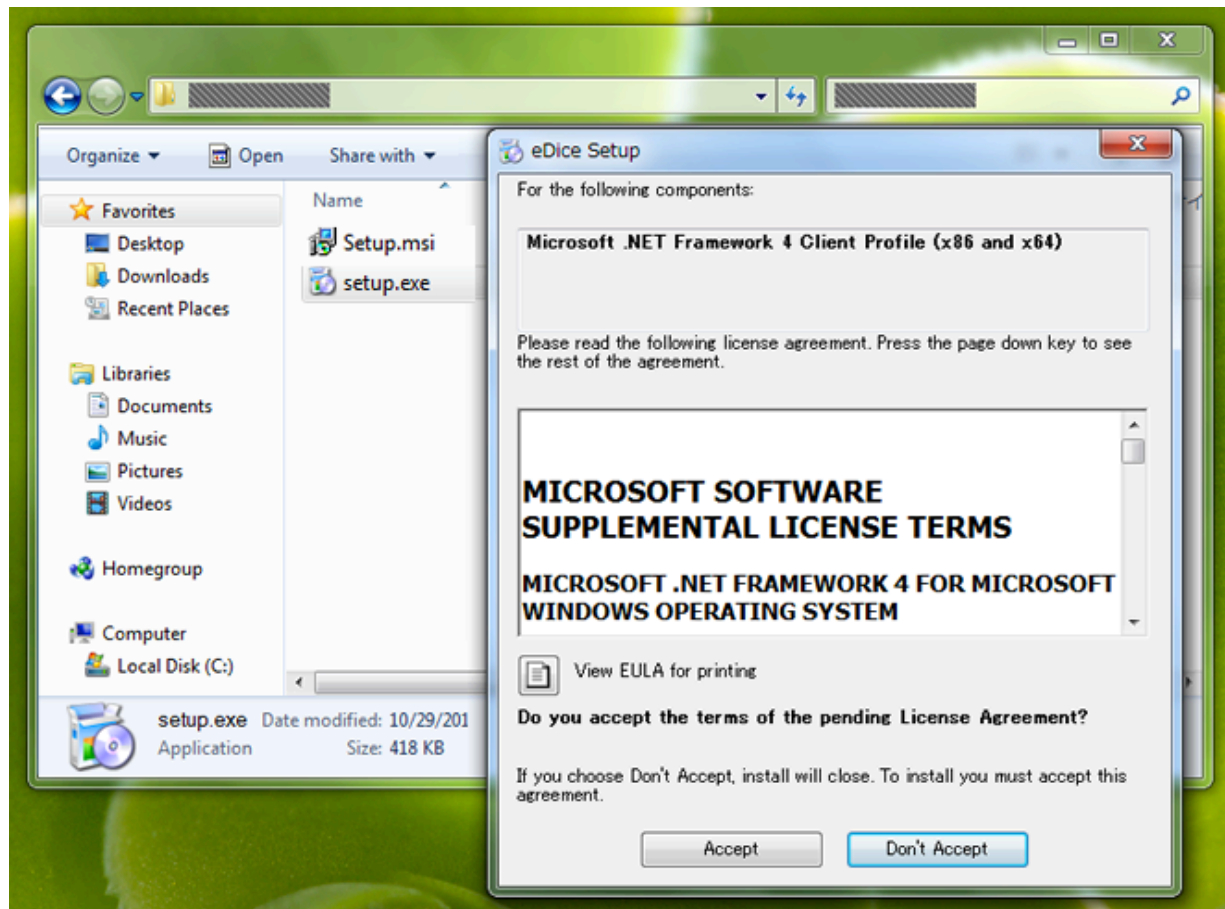 Organize
Open
Share with
Favorites
Desktop
Downloads
Recent Places
Libraries
Documents
Music
Pictures
Videos
Homegroup
Computer
Local Disk (C:)
Name
Setup.msi
setup.exe
setup.exe Date modified: 10/29/201
Application Size: 418 KB
eDice Setup
For the following components:
Microsoft .NET Framework 4 Client Profile (x86 and x64)
Please read the following license agreement. Press the page down key to see
the rest of the agreement.
MICROSOFT SOFTWARE
SUPPLEMENTAL LICENSE TERMS
MICROSOFT .NET FRAMEWORK 4 FOR MICROSOFT
WINDOWS OPERATING SYSTEM
View EULA for printing
Do you accept the terms of the pending License Agreement?
If you choose Don't Accept, install will close. To install you must accept this
agreement.
Accept
Don't Accept